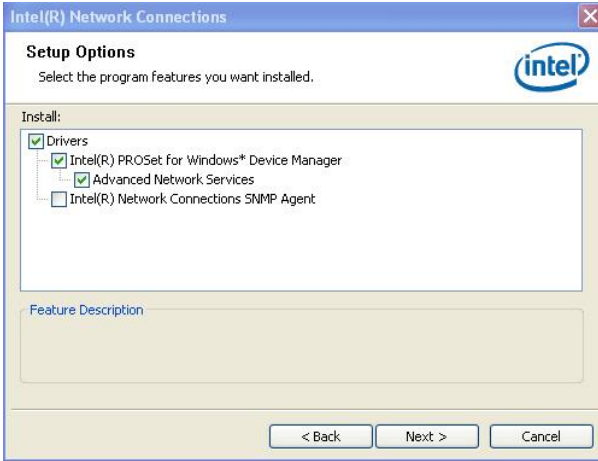 Intel(R) Network Connections
Setup Options
Select the program features you want installed.
intel
Install:
Drivers
Intel(R) PROSet for Windows* Device Manager
Advanced Network Services
Intel(R) Network Connections SNMP Agent
Feature Description
< Back Next > Cancel